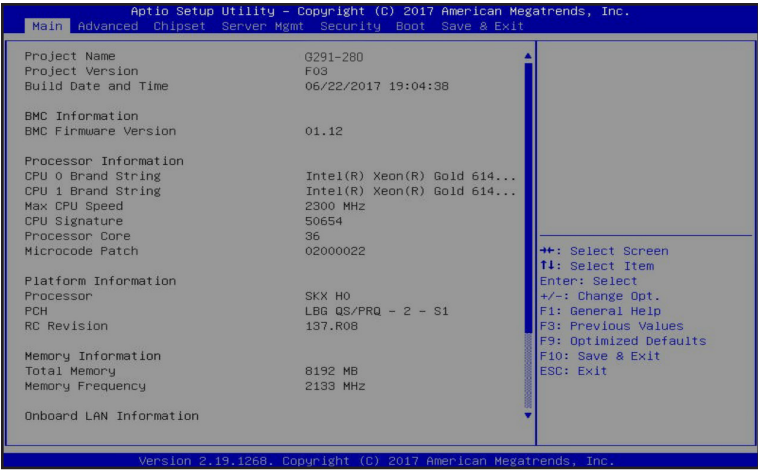 Aptio Setup Utility – Copyright (C) 2017 American Megatrends, Inc.
Main Advanced Chipset Server Mgmt Security Boot Save & Exit
Project Name G291-280
Project Version F03
Build Date and Time 06/22/2017 19:04:38
BMC Information
BMC Firmware Version 01.12
Processor Information
CPU 0 Brand String Intel(R) Xeon(R) Gold 614...
CPU 1 Brand String Intel(R) Xeon(R) Gold 614...
Max CPU Speed 2300 MHz
CPU Signature 50654
Processor Core 36
Microcode Patch 02000022
Platform Information
Processor SKX H0
PCH LBG QS/PRQ - 2 - S1
RC Revision 137.R08
Memory Information
Total Memory 8192 MB
Memory Frequency 2133 MHz
Onboard LAN Information
→←: Select Screen
↑↓: Select Item
Enter: Select
+/-: Change Opt.
F1: General Help
F3: Previous Values
F9: Optimized Defaults
F10: Save & Exit
ESC: Exit
Version 2.19.1268. Copyright (C) 2017 American Megatrends, Inc.